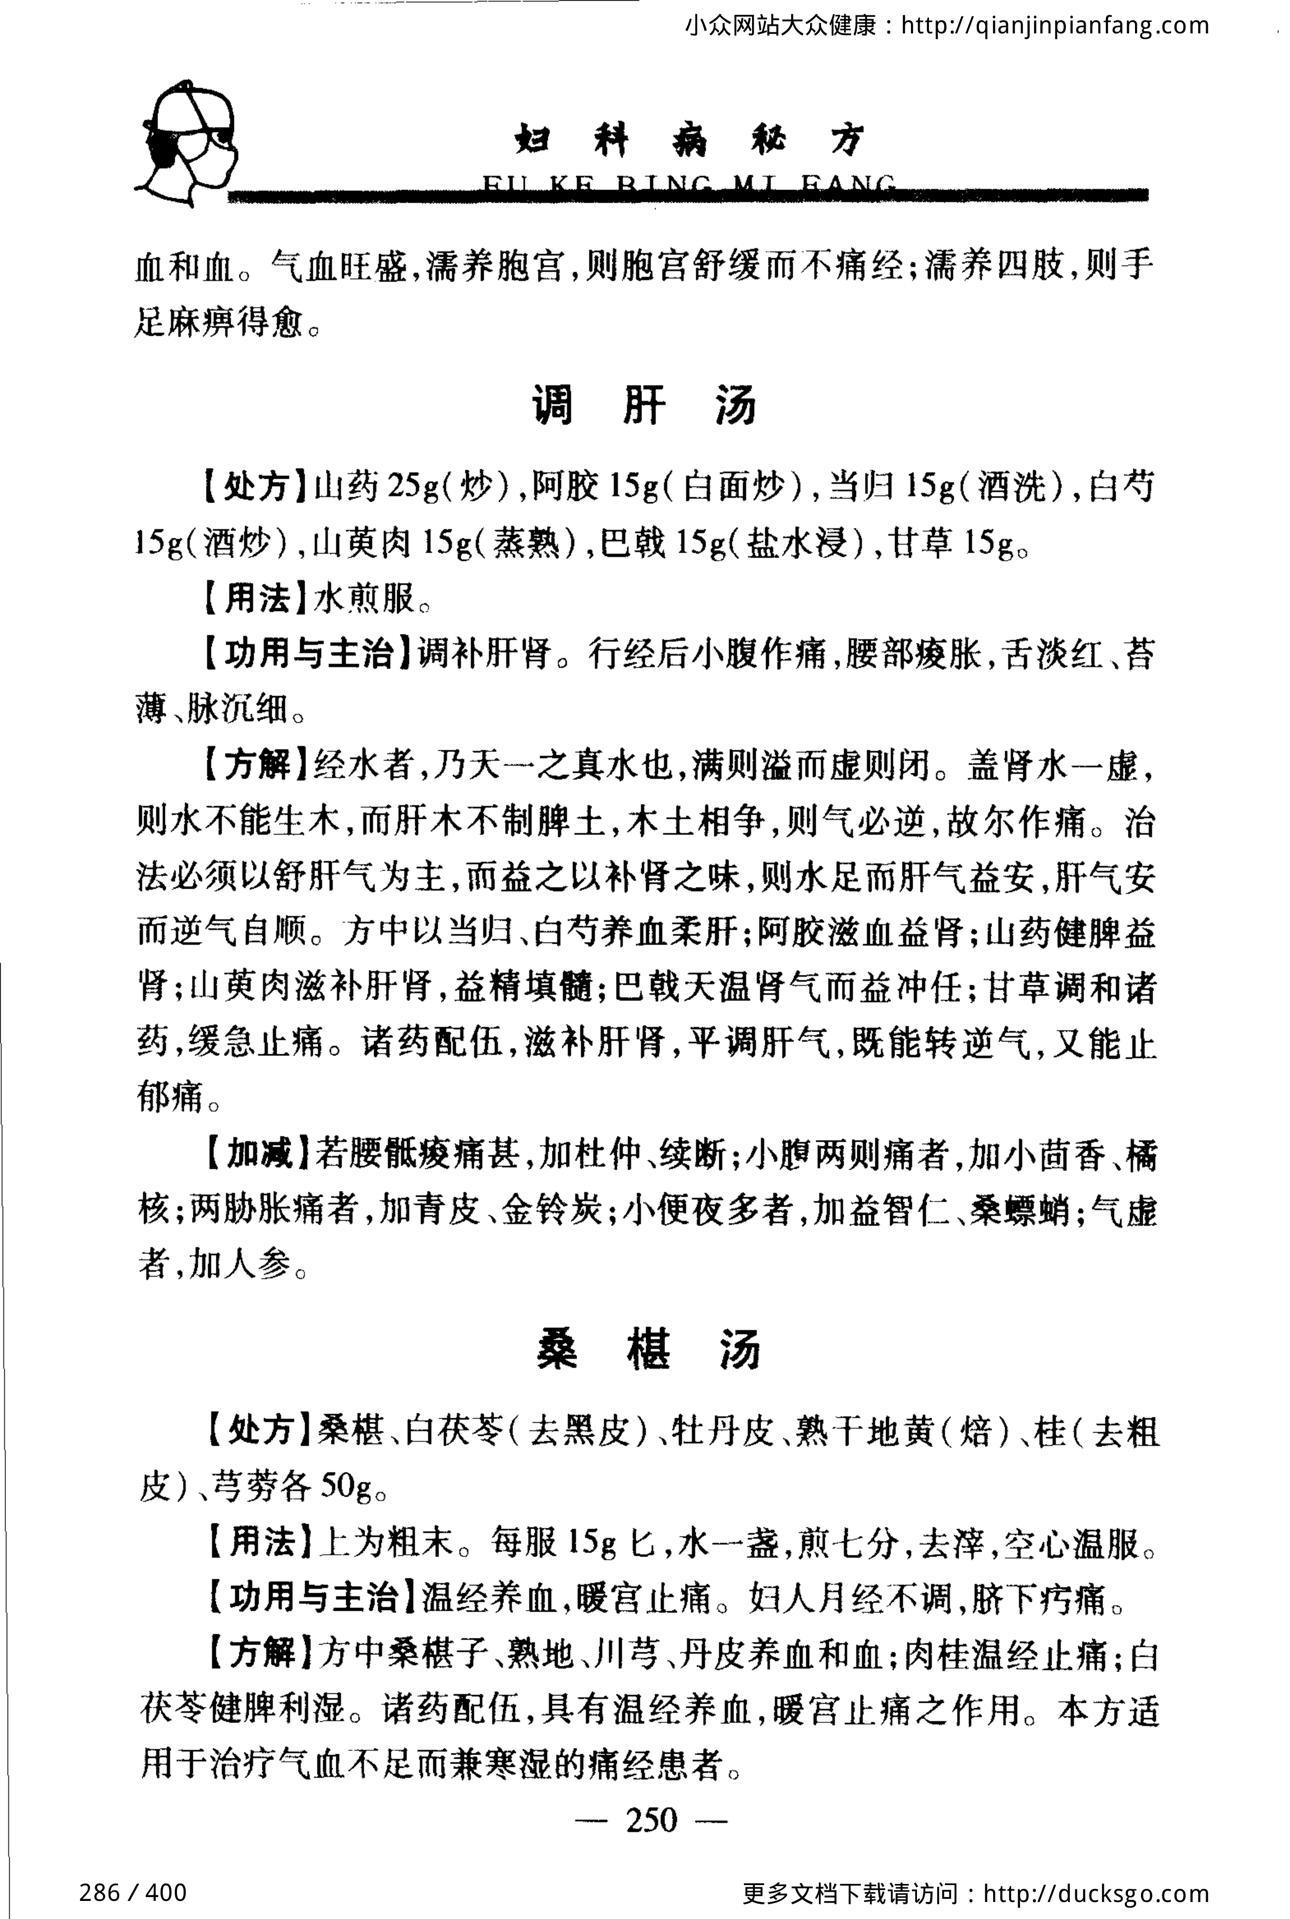 小众网站大众健康：http://qianjinpianfang.com
妇科病秘方
FU KE BING MI FANG
血和血。气血旺盛,濡养胞宫,则胞宫舒缓而不痛经;濡养四肢,则手
足麻痹得愈。
调肝汤
【处方】山药25g(炒),阿胶15g(白面炒),当归15g(酒洗),白芍
15g(酒炒),山萸肉15g(蒸熟),巴戟15g(盐水浸),甘草15g。
【用法】水煎服。
【功用与主治】调补肝肾。行经后小腹作痛,腰部痠胀,舌淡红、苔
薄、脉沉细。
【方解】经水者,乃天一之真水也,满则溢而虚则闭。盖肾水一虚,
则水不能生木,而肝木不制脾土,木土相争,则气必逆,故尔作痛。治
法必须以舒肝气为主,而益之以补肾之味,则水足而肝气益安,肝气安
而逆气自顺。方中以当归、白芍养血柔肝;阿胶滋血益肾;山药健脾益
肾;山萸肉滋补肝肾,益精填髓;巴戟天温肾气而益冲任;甘草调和诸
药,缓急止痛。诸药配伍,滋补肝肾,平调肝气,既能转逆气,又能止
郁痛。
【加减】若腰骶痠痛甚,加杜仲、续断;小腹两则痛者,加小茴香、橘
核;两胁胀痛者,加青皮、金铃炭;小便夜多者,加益智仁、桑螵蛸;气虚
者,加人参。
桑椹汤
【处方】桑椹、白茯苓(去黑皮)、牡丹皮、熟干地黄(焙)、桂(去粗
皮)、芎䓖各50g。
【用法】上为粗末。每服15g匕,水一盏,煎七分,去滓,空心温服。
【功用与主治】温经养血,暖宫止痛。妇人月经不调,脐下疞痛。
【方解】方中桑椹子、熟地、川芎、丹皮养血和血;肉桂温经止痛;白
茯苓健脾利湿。诸药配伍,具有温经养血,暖宫止痛之作用。本方适
用于治疗气血不足而兼寒湿的痛经患者。
— 250 —
286 / 400
更多文档下载请访问：http://ducksgo.com